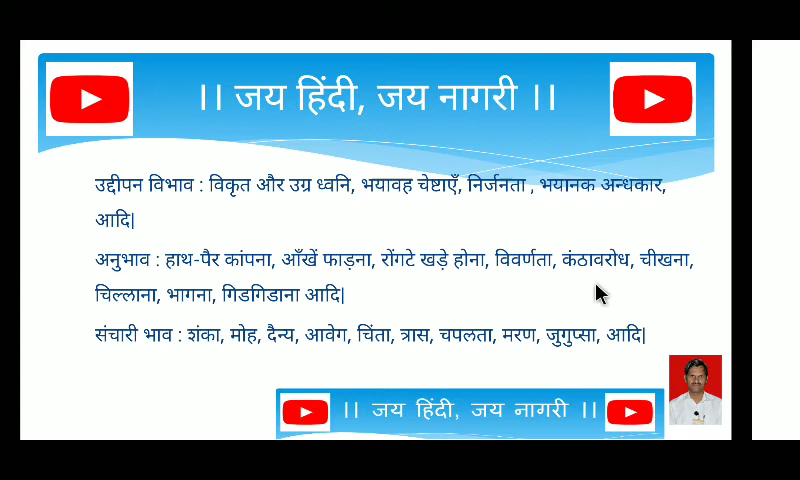 ।। जय हिंदी, जय नागरी ।।
उद्दीपन विभाव : विकृत और उग्र ध्वनि, भयावह चेष्टाएँ, निर्जनता , भयानक अन्धकार,
आदि|
अनुभाव : हाथ-पैर कांपना, आँखें फाड़ना, रोंगटे खड़े होना, विवर्णता, कंठावरोध, चीखना,
चिल्लाना, भागना, गिडगिडाना आदि|
संचारी भाव : शंका, मोह, दैन्य, आवेग, चिंता, त्रास, चपलता, मरण, जुगुप्सा, आदि|
।। जय हिंदी, जय नागरी ।।